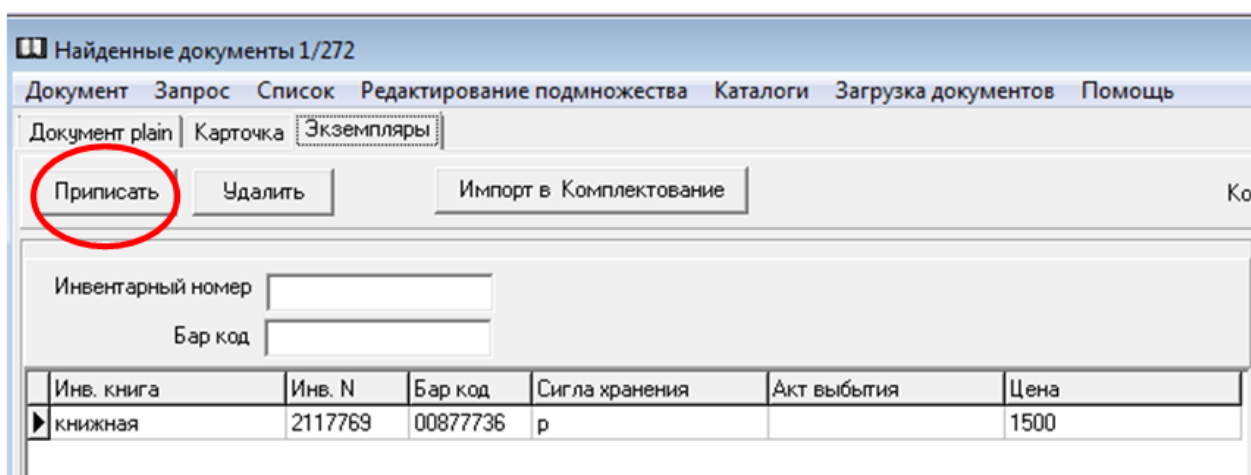 Найденные документы 1/272
Документ Запрос Список Редактирование подмножества Каталоги Загрузка документов Помощь
Документ plain Карточка Экземпляры
Приписать Удалить Импорт в Комплектование
Инвентарный номер
Бар код
Инв. книга Инв. N Бар код Сигла хранения Акт выбытия Цена
книжная 2117769 00877736 р 1500